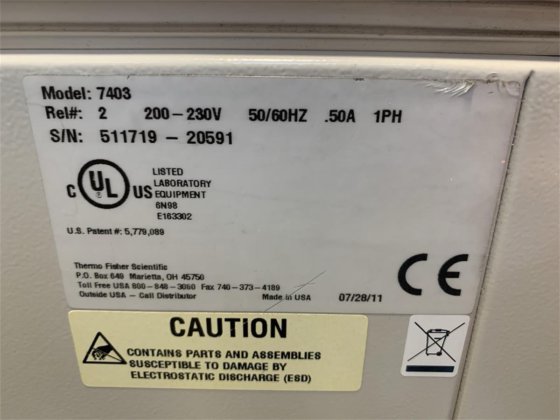 Model: 7403
Rel#: 2 200-230V 50/60HZ .50A 1PH
S/N: 511719 - 20591
C UL US
LISTED
LABORATORY
EQUIPMENT
6N98
E163302
U.S. Patent #: 5,779,089
Thermo Fisher Scientific
P.O. Box 649 Marietta, OH 45750
Toll Free USA 800-848-3080 Fax 740-373-4189
Outside USA - Call Distributor Made in USA 07/28/11
CE
CAUTION
CONTAINS PARTS AND ASSEMBLIES
SUSCEPTIBLE TO DAMAGE BY
ELECTROSTATIC DISCHARGE (ESD)